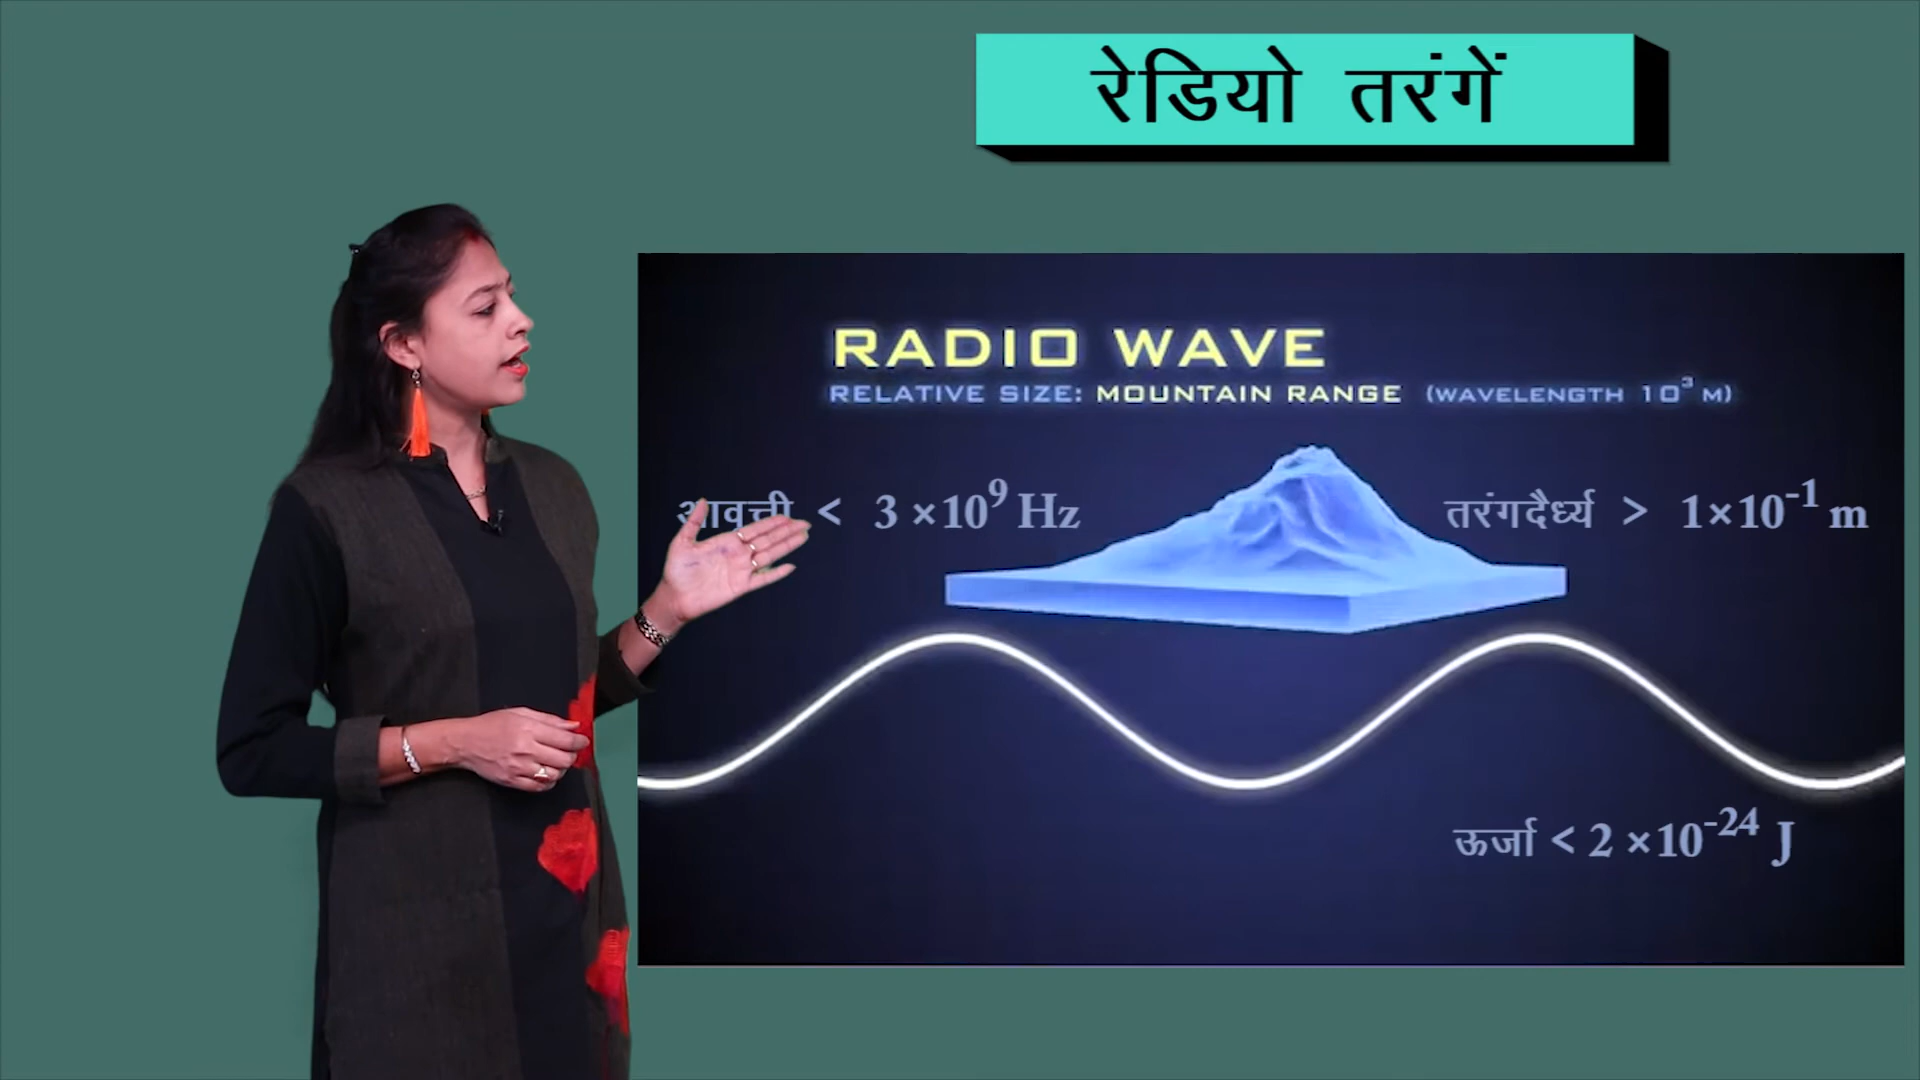 रेडियो तरंगें
RADIO WAVE
RELATIVE SIZE: MOUNTAIN RANGE (WAVELENGTH 10³ M)
< 3 ×10⁹ Hz
तरंगदैर्ध्य > 1×10⁻¹ m
ऊर्जा < 2 ×10⁻²⁴ J